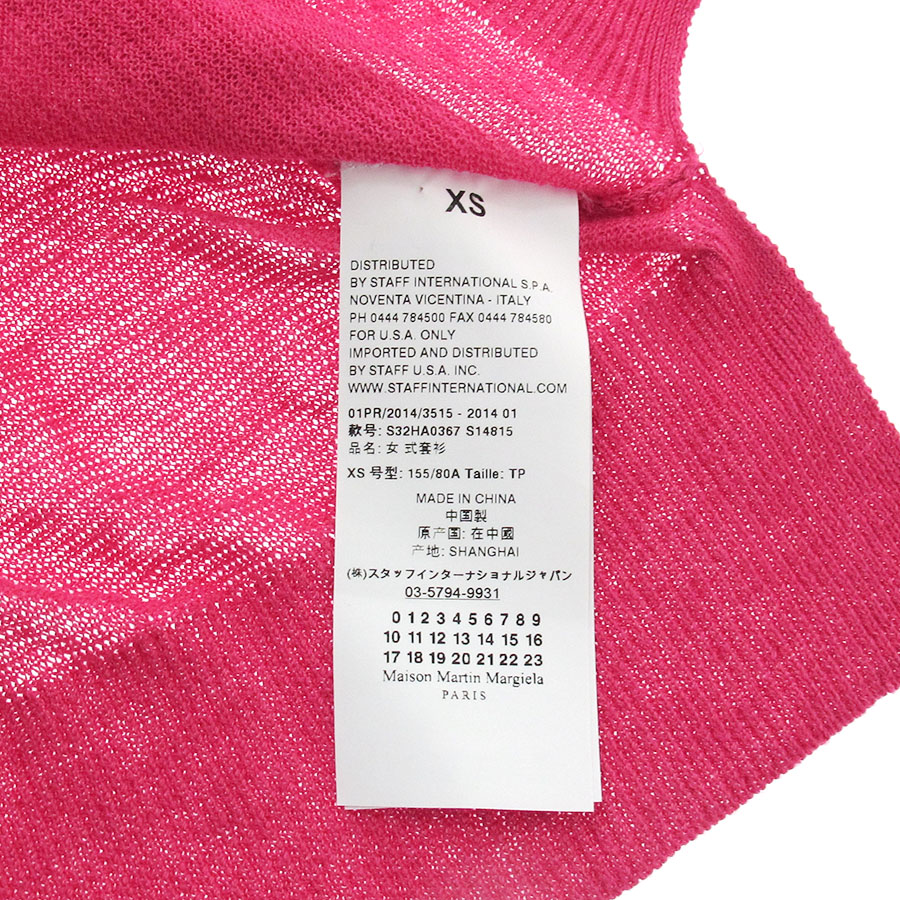 XS
DISTRIBUTED
BY STAFF INTERNATIONAL S.P.A.
NOVENTA VICENTINA - ITALY
PH 0444 784500 FAX 0444 784580
FOR U.S.A. ONLY
IMPORTED AND DISTRIBUTED
BY STAFF U.S.A. INC.
WWW.STAFFINTERNATIONAL.COM
01PR/2014/3515 - 2014 01
款号: S32HA0367 S14815
品名: 女 式套衫
XS 号型: 155/80A Taille: TP
MADE IN CHINA
中国製
原产国: 在中國
产地: SHANGHAI
(株)スタッフインターナショナルジャパン
03-5794-9931
0 1 2 3 4 5 6 7 8 9
10 11 12 13 14 15 16
17 18 19 20 21 22 23
Maison Martin Margiela
PARIS